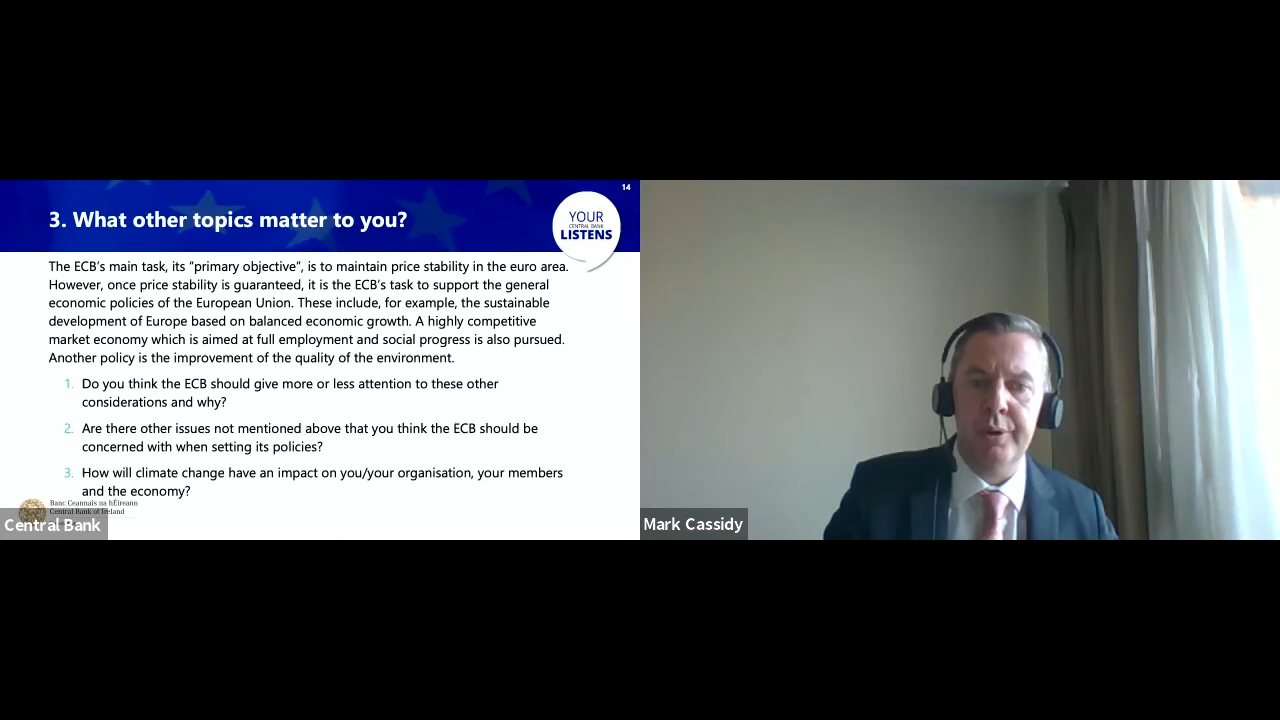 14
3. What other topics matter to you?
YOUR
CENTRAL BANK
LISTENS
The ECB's main task, its "primary objective", is to maintain price stability in the euro area.
However, once price stability is guaranteed, it is the ECB's task to support the general
economic policies of the European Union. These include, for example, the sustainable
development of Europe based on balanced economic growth. A highly competitive
market economy which is aimed at full employment and social progress is also pursued.
Another policy is the improvement of the quality of the environment.
1. Do you think the ECB should give more or less attention to these other
considerations and why?
2. Are there other issues not mentioned above that you think the ECB should be
concerned with when setting its policies?
3. How will climate change have an impact on you/your organisation, your members
and the economy?
Banc Ceannais na hÉireann
Central Bank of Ireland
Central Bank
Mark Cassidy